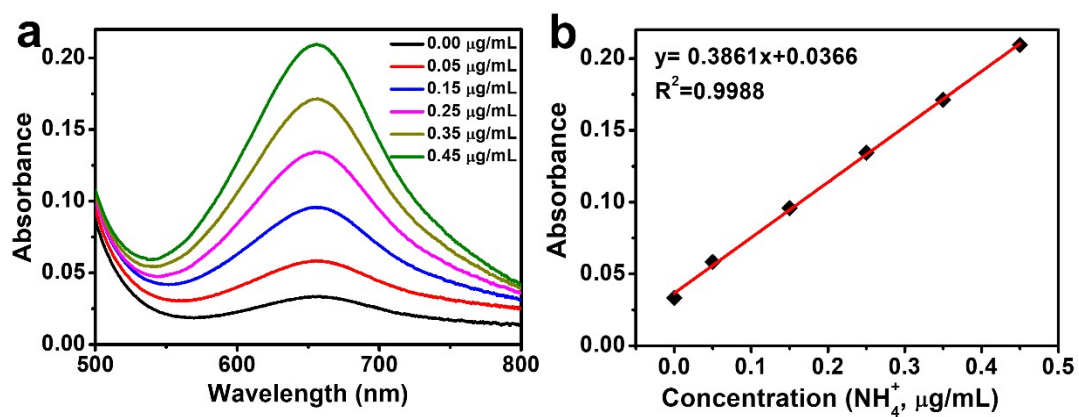 a
0.20
0.15
0.10
0.05
0.00
Absorbance
0.00 μg/mL
0.05 μg/mL
0.15 μg/mL
0.25 μg/mL
0.35 μg/mL
0.45 μg/mL
500 600 700 800
Wavelength (nm)
b
y= 0.3861x+0.0366
R²=0.9988
0.20
0.15
0.10
0.05
0.00
Absorbance
0.0 0.1 0.2 0.3 0.4 0.5
Concentration (NH₄⁺, μg/mL)